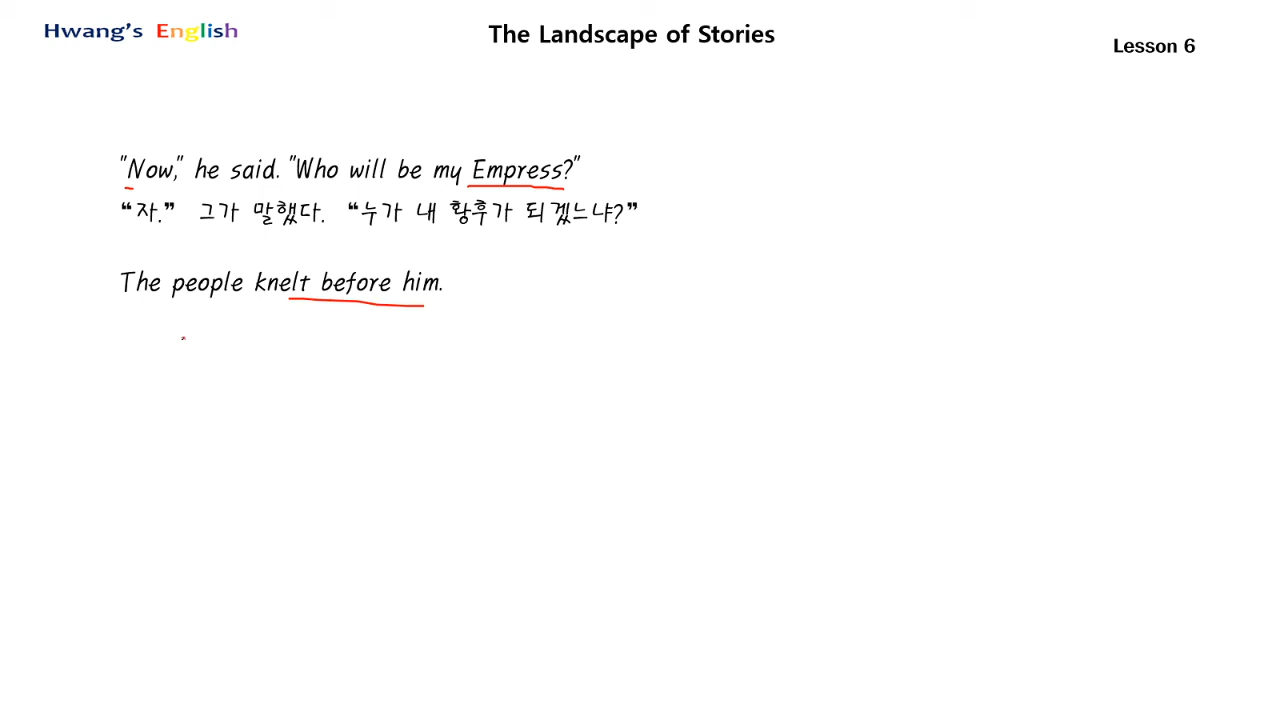 Hwang's English
The Landscape of Stories
Lesson 6
"Now," he said. "Who will be my Empress?"
❝자.❞ 그가 말했다. ❝누가 내 황후가 되겠느냐?❞
The people knelt before him.